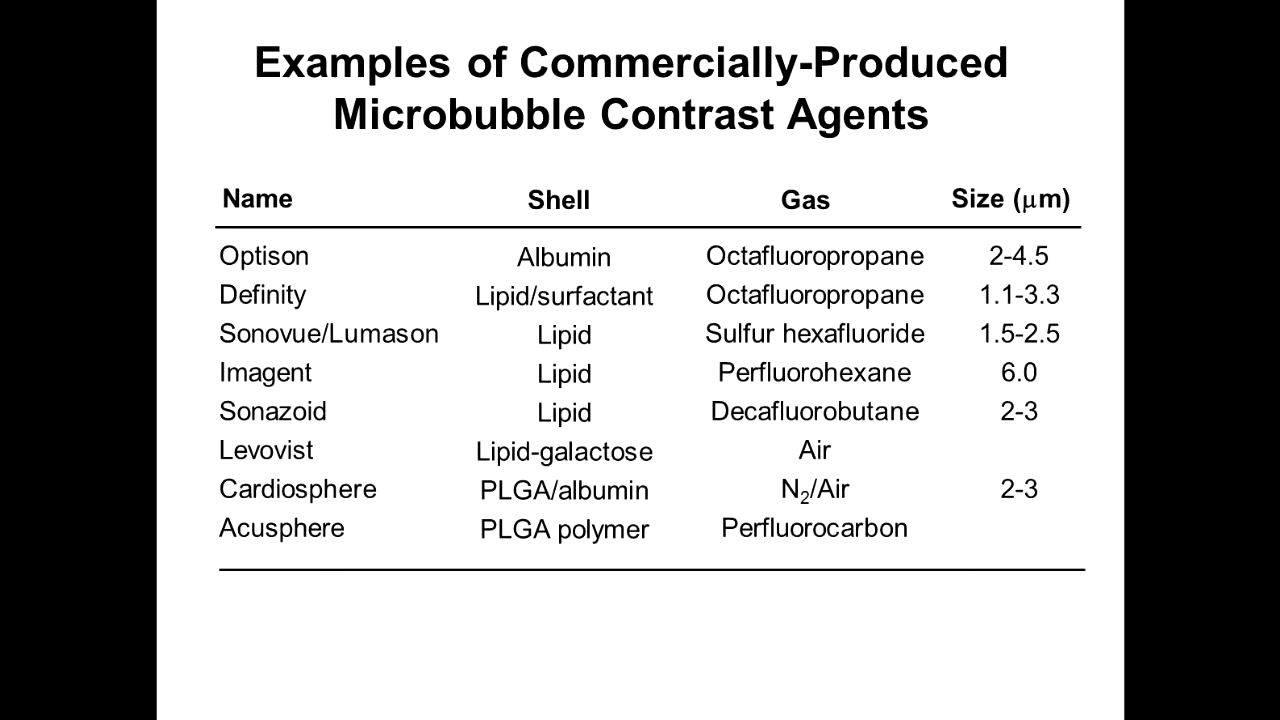 Examples of Commercially-Produced
Microbubble Contrast Agents
Name Shell Gas Size (μm)
Optison Albumin Octafluoropropane 2-4.5
Definity Lipid/surfactant Octafluoropropane 1.1-3.3
Sonovue/Lumason Lipid Sulfur hexafluoride 1.5-2.5
Imagent Lipid Perfluorohexane 6.0
Sonazoid Lipid Decafluorobutane 2-3
Levovist Lipid-galactose Air
Cardiosphere PLGA/albumin N₂/Air 2-3
Acusphere PLGA polymer Perfluorocarbon